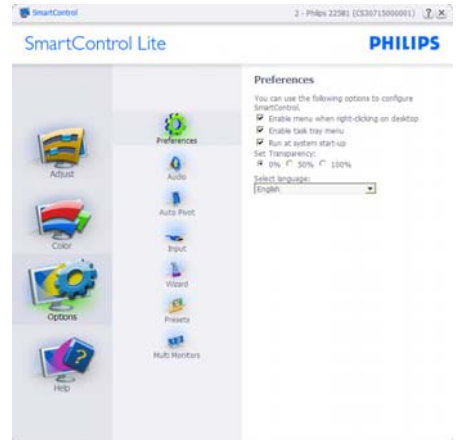 SmartControl
2 - Philips 225B1 (CS30715000001)
SmartControl Lite
PHILIPS
Adjust
Color
Options
Help
Preferences
Audio
Auto Pivot
Input
Wizard
Presets
Multi Monitors
Preferences
You can use the following options to configure
SmartControl.
Enable menu when right-clicking on desktop
Enable task tray menu
Run at system start-up
Set Transparency:
0% 50% 100%
Select language:
English